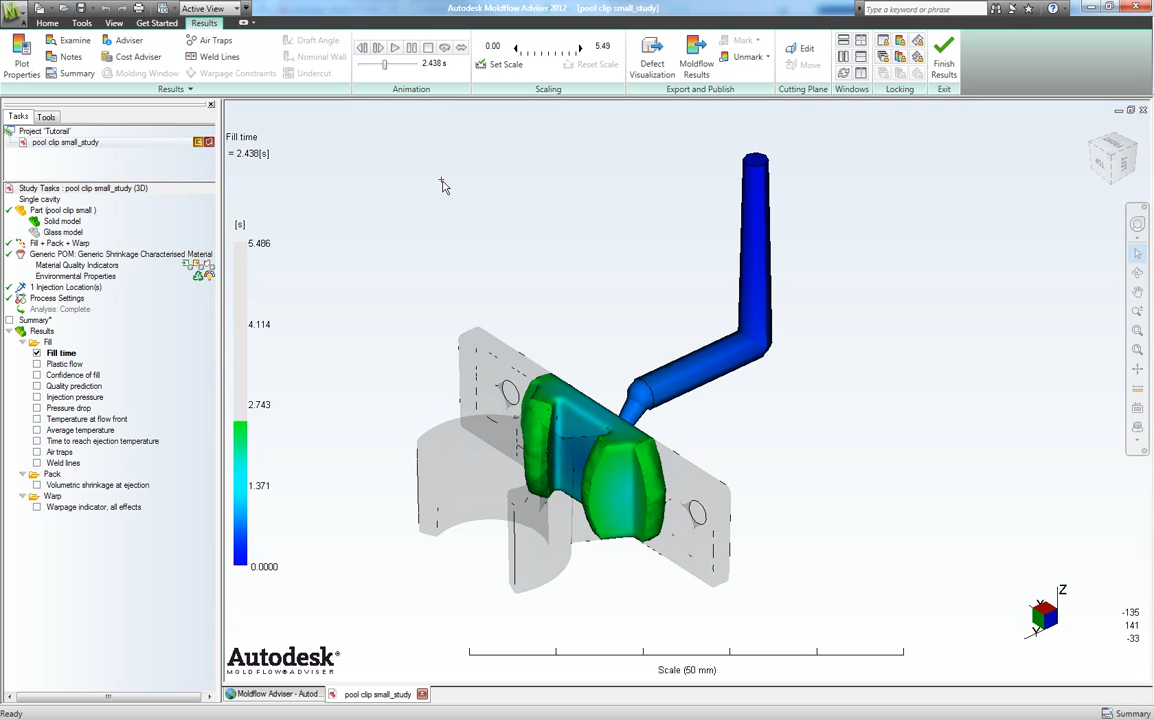 Active View
Autodesk Moldflow Adviser 2012 [pool clip small_study]
Type a keyword or phrase
Home Tools View Get Started Results
Plot Properties
Examine
Notes
Summary
Adviser
Cost Adviser
Molding Window
Air Traps
Weld Lines
Warpage Constraints
Draft Angle
Nominal Wall
Undercut
2.438 s
0.00 5.49
Set Scale Reset Scale
Defect Visualization
Moldflow Results
Mark
Unmark
Edit
Move
Finish Results
Results Animation Scaling Export and Publish Cutting Plane Windows Locking Exit
Tasks Tools
Project 'Tutorail'
pool clip small_study
Study Tasks : pool clip small_study (3D)
Single cavity
Part (pool clip small )
Solid model
Glass model
Fill + Pack + Warp
Generic POM: Generic Shrinkage Characterised Material
Material Quality Indicators
Environmental Properties
1 Injection Location(s)
Process Settings
Analysis: Complete
Summary*
Results
Fill
Fill time
Plastic flow
Confidence of fill
Quality prediction
Injection pressure
Pressure drop
Temperature at flow front
Average temperature
Time to reach ejection temperature
Air traps
Weld lines
Pack
Volumetric shrinkage at ejection
Warp
Warpage indicator, all effects
Fill time
= 2.438[s]
[s]
5.486
4.114
2.743
1.371
0.0000
Z
Y
-135
141
-33
Autodesk®
MOLDFLOW® ADVISER
Scale (50 mm)
Moldflow Adviser - Autod...
pool clip small_study
Ready
Summary